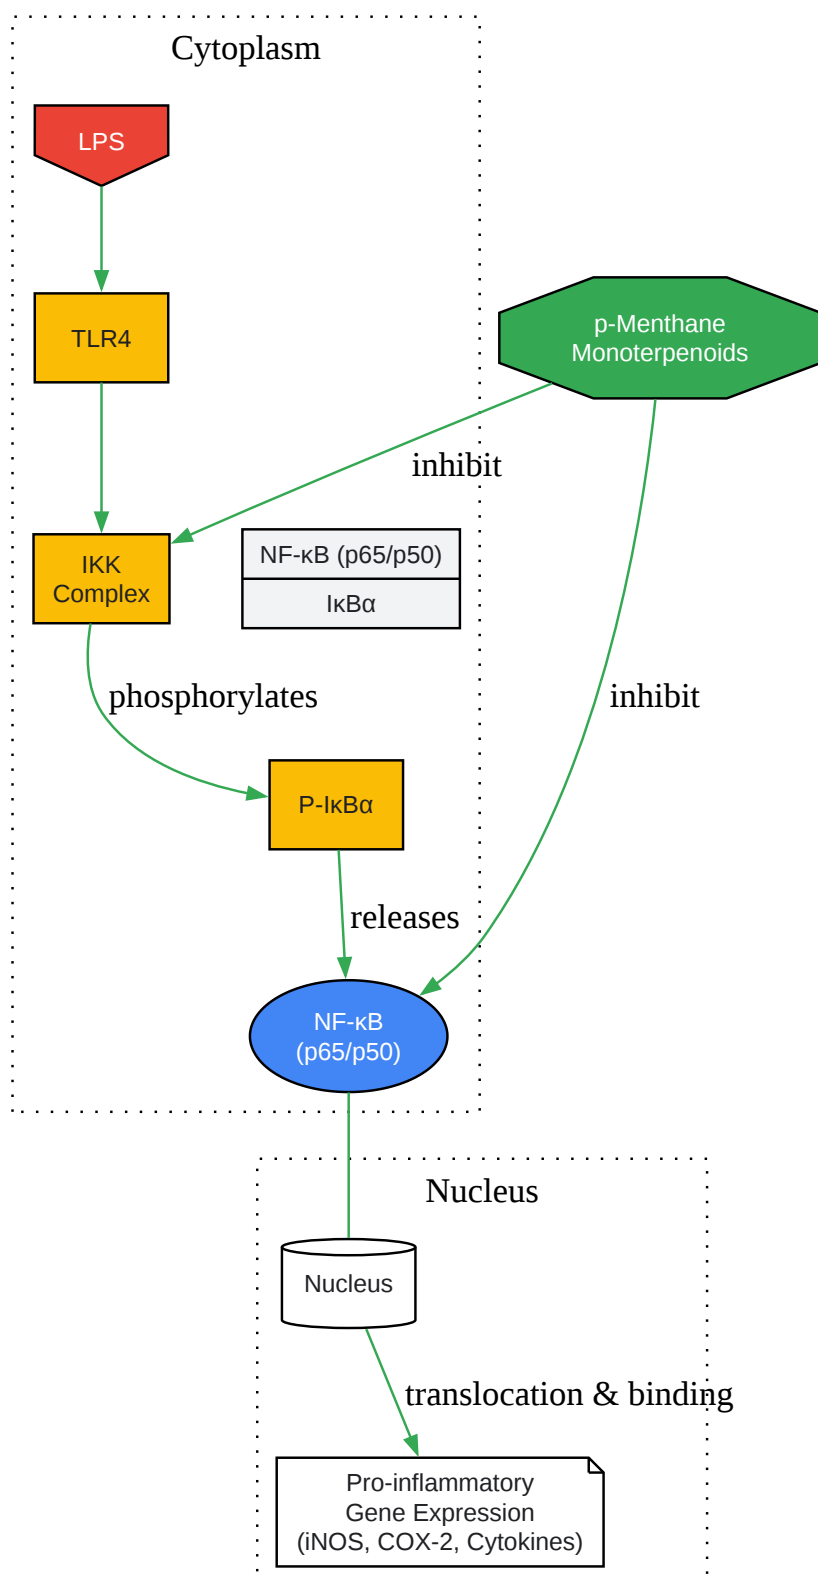 Cytoplasm
LPS
TLR4
p-Menthane
Monoterpenoids
inhibit
IKK
Complex
NF-κB (p65/p50)
IκBα
phosphorylates
inhibit
P-IκBα
releases
NF-κB
(p65/p50)
Nucleus
Nucleus
translocation & binding
Pro-inflammatory
Gene Expression
(iNOS, COX-2, Cytokines)